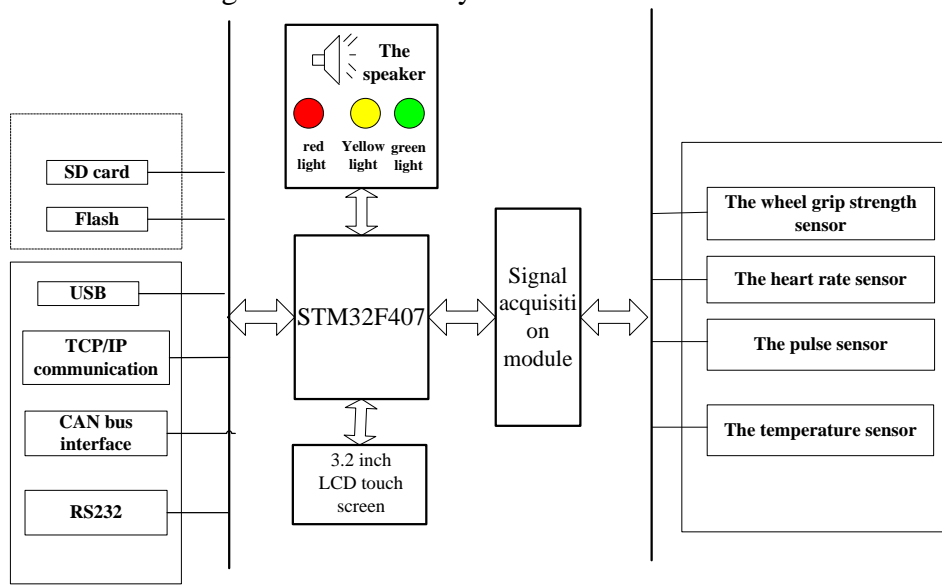 The
speaker
red
light
Yellow
light
green
light
SD card
Flash
USB
TCP/IP
communication
CAN bus
interface
RS232
STM32F407
3.2 inch
LCD touch
screen
Signal
acquisiti
on
module
The wheel grip strength
sensor
The heart rate sensor
The pulse sensor
The temperature sensor